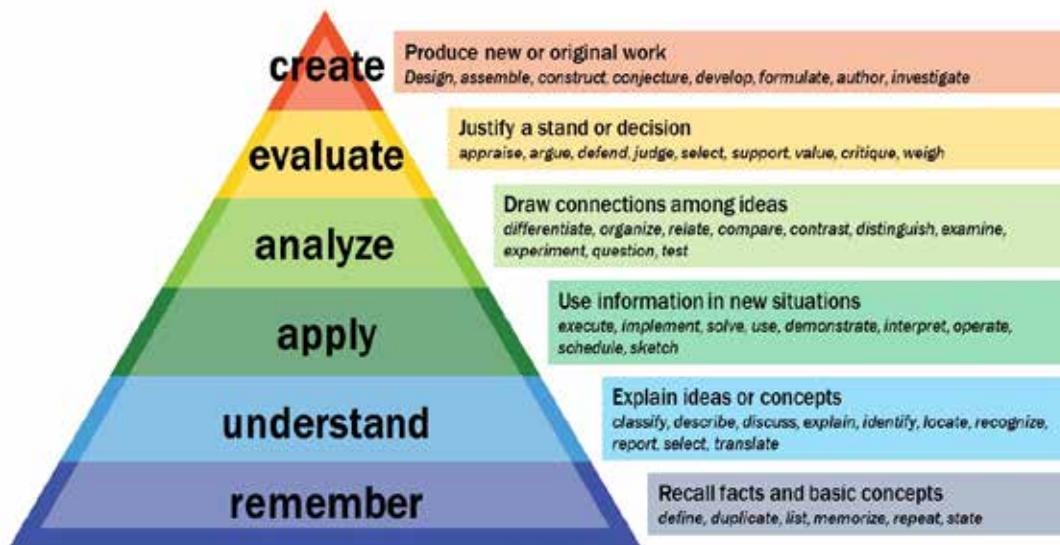 create
Produce new or original work
Design, assemble, construct, conjecture, develop, formulate, author, investigate
evaluate
Justify a stand or decision
appraise, argue, defend, judge, select, support, value, critique, weigh
analyze
Draw connections among ideas
differentiate, organize, relate, compare, contrast, distinguish, examine,
experiment, question, test
apply
Use information in new situations
execute, implement, solve, use, demonstrate, interpret, operate,
schedule, sketch
understand
Explain ideas or concepts
classify, describe, discuss, explain, identify, locate, recognize,
report, select, translate
remember
Recall facts and basic concepts
define, duplicate, list, memorize, repeat, state